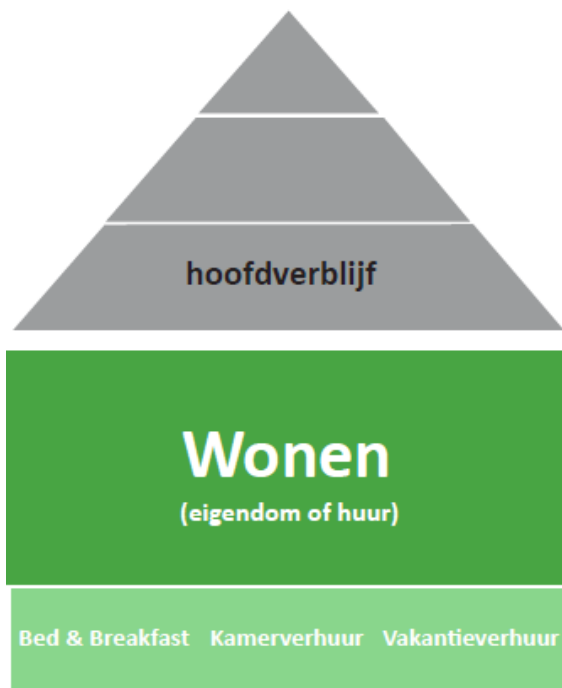 hoofdverblijf
Wonen
(eigendom of huur)
Bed & Breakfast Kamerverhuur Vakantieverhuur